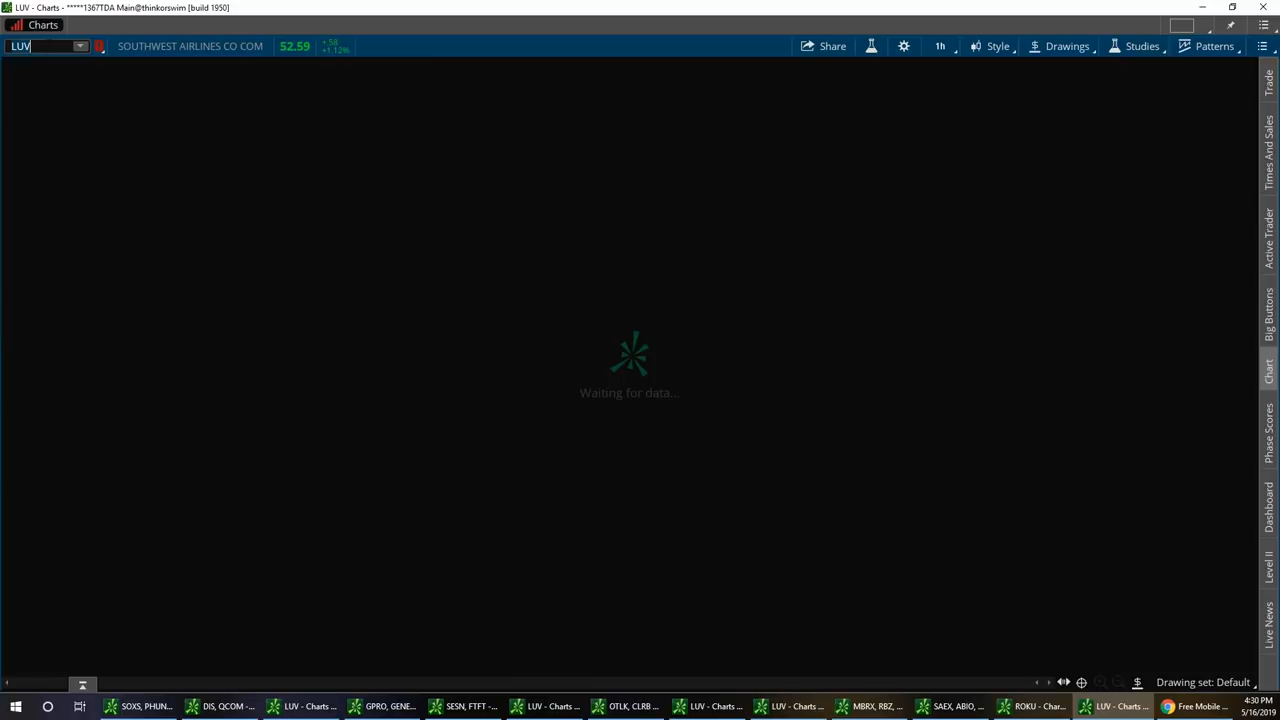 LUV - Charts - *****1367TDA Main@thinkorswim [build 1950]
Charts
LUV
SOUTHWEST AIRLINES CO COM
52.59
+.58
+1.12%
Share
1h
Style
$ Drawings
Studies
Patterns
Trade
Times And Sales
Active Trader
Big Buttons
Chart
Phase Scores
Dashboard
Level II
Live News
Waiting for data...
$ Drawing set: Default
SOXS, PHUN...
DIS, QCOM -...
LUV - Charts ...
GPRO, GENE...
SESN, FTFT - ...
LUV - Charts ...
OTLK, CLRB ...
LUV - Charts ...
LUV - Charts ...
MBRX, RBZ, ...
SAEX, ABIO, ...
ROKU - Char...
LUV - Charts ...
Free Mobile ...
4:30 PM
5/16/2019